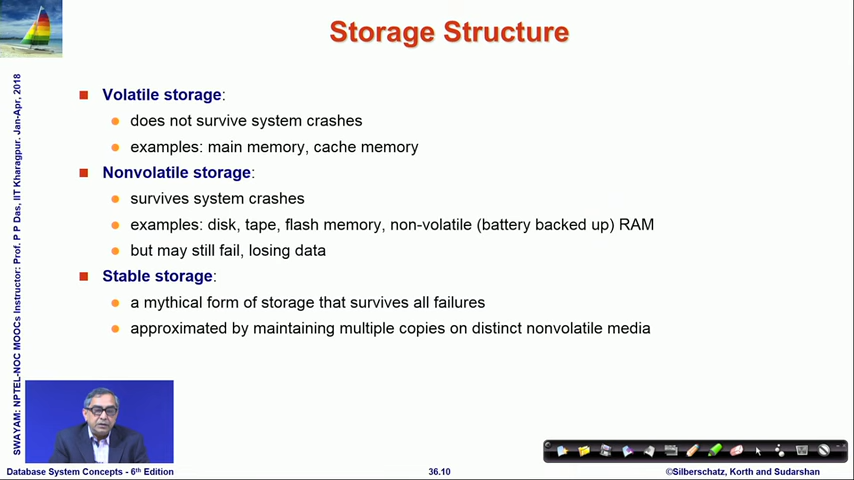 Storage Structure
Volatile storage:
does not survive system crashes
examples: main memory, cache memory
Nonvolatile storage:
survives system crashes
examples: disk, tape, flash memory, non-volatile (battery backed up) RAM
but may still fail, losing data
Stable storage:
a mythical form of storage that survives all failures
approximated by maintaining multiple copies on distinct nonvolatile media
SWAYAM: NPTEL-NOC MOOCs Instructor: Prof. P P Das, IIT Kharagpur. Jan-Apr, 2018
Database System Concepts - 6th Edition
36.10
©Silberschatz, Korth and Sudarshan